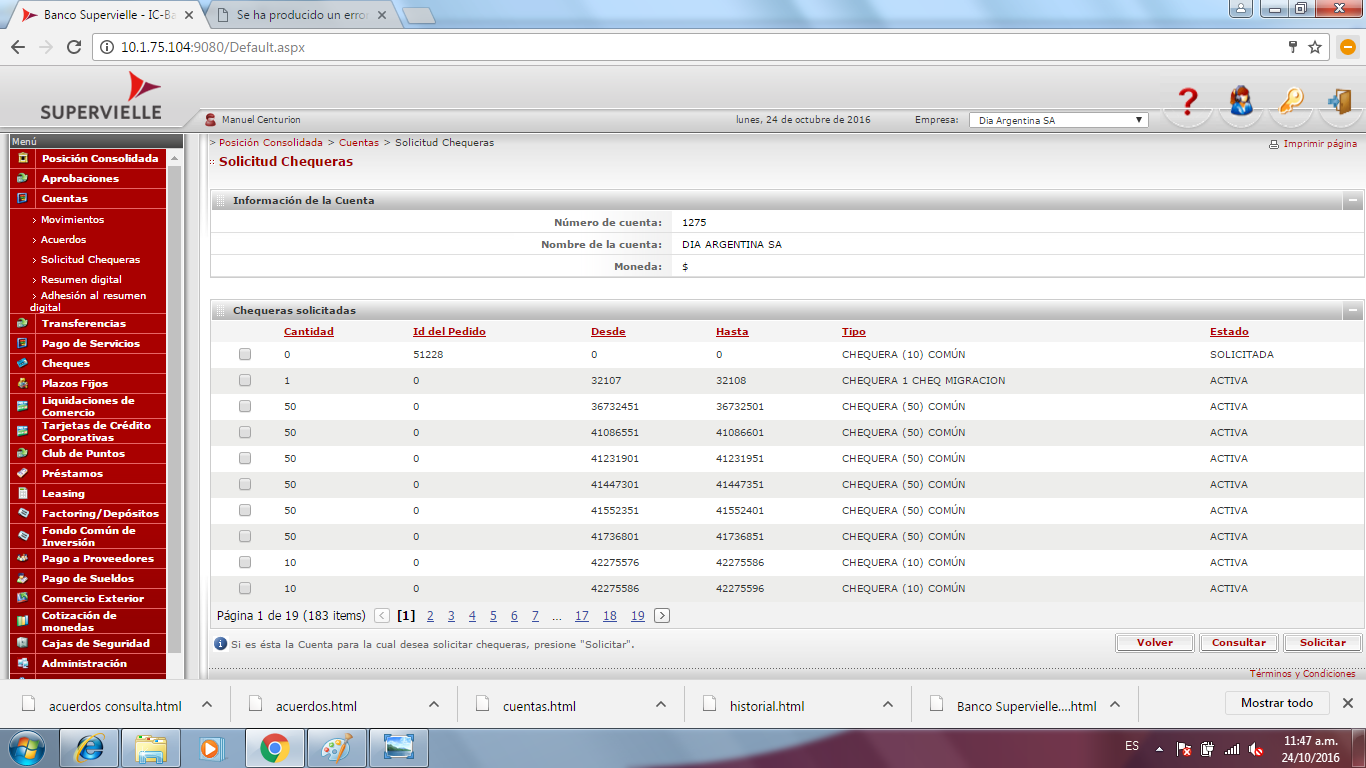 Banco Supervielle - IC-Ba
Se ha producido un erro
10.1.75.104:9080/Default.aspx
SUPERVIELLE
Manuel Centurion
lunes, 24 de octubre de 2016
Empresa:
Dia Argentina SA
Menú
Posición Consolidada
Aprobaciones
Cuentas
> Movimientos
> Acuerdos
> Solicitud Chequeras
> Resumen digital
> Adhesión al resumen
digital
Transferencias
Pago de Servicios
Cheques
Plazos Fijos
Liquidaciones de
Comercio
Tarjetas de Crédito
Corporativas
Club de Puntos
Préstamos
Leasing
Factoring/Depósitos
Fondo Común de
Inversión
Pago a Proveedores
Pago de Sueldos
Comercio Exterior
Cotización de
monedas
Cajas de Seguridad
Administración
> Posición Consolidada > Cuentas > Solicitud Chequeras
Imprimir página
:: Solicitud Chequeras
Información de la Cuenta
Número de cuenta: 1275
Nombre de la cuenta: DIA ARGENTINA SA
Moneda: $
Chequeras solicitadas
Cantidad Id del Pedido Desde Hasta Tipo Estado
0 51228 0 0 CHEQUERA (10) COMÚN SOLICITADA
1 0 32107 32108 CHEQUERA 1 CHEQ MIGRACION ACTIVA
50 0 36732451 36732501 CHEQUERA (50) COMÚN ACTIVA
50 0 41086551 41086601 CHEQUERA (50) COMÚN ACTIVA
50 0 41231901 41231951 CHEQUERA (50) COMÚN ACTIVA
50 0 41447301 41447351 CHEQUERA (50) COMÚN ACTIVA
50 0 41552351 41552401 CHEQUERA (50) COMÚN ACTIVA
50 0 41736801 41736851 CHEQUERA (50) COMÚN ACTIVA
10 0 42275576 42275586 CHEQUERA (10) COMÚN ACTIVA
10 0 42275586 42275596 CHEQUERA (10) COMÚN ACTIVA
Página 1 de 19 (183 items) < [1] 2 3 4 5 6 7 ... 17 18 19 >
Si es ésta la Cuenta para la cual desea solicitar chequeras, presione "Solicitar".
Volver
Consultar
Solicitar
Términos y Condiciones
acuerdos consulta.html
acuerdos.html
cuentas.html
historial.html
Banco Supervielle....html
Mostrar todo
ES
11:47 a.m.
24/10/2016